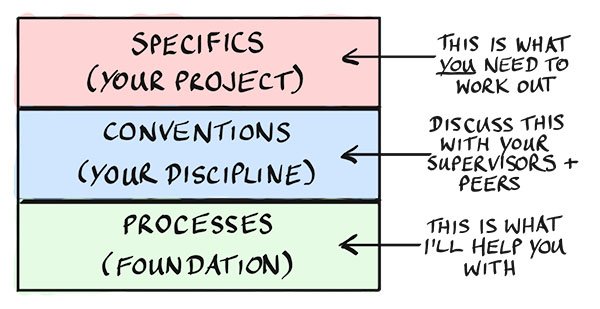 SPECIFICS
(YOUR PROJECT)
THIS IS WHAT
YOU NEED TO
WORK OUT
CONVENTIONS
(YOUR DISCIPLINE)
DISCUSS THIS
WITH YOUR
SUPERVISORS +
PEERS
PROCESSES
(FOUNDATION)
THIS IS WHAT
I'LL HELP YOU
WITH